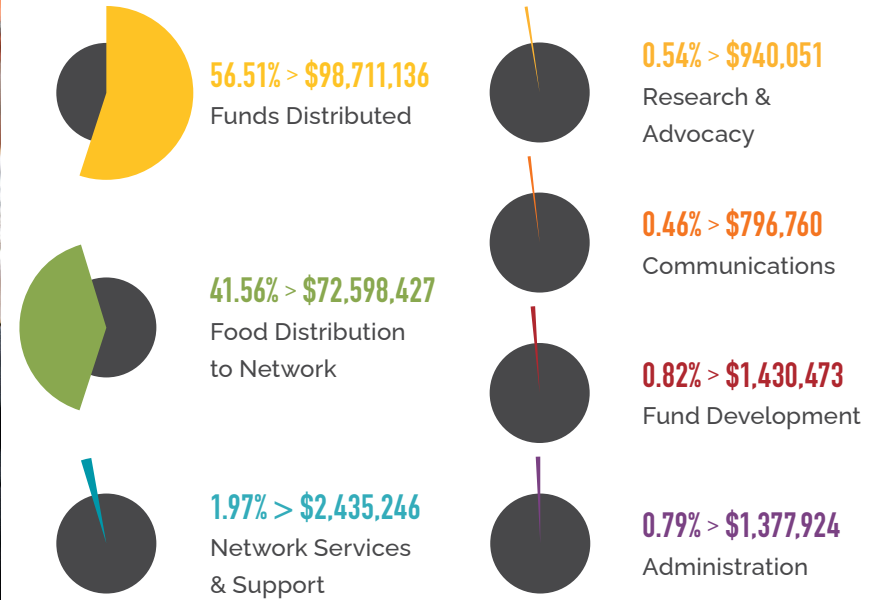 56.51% > $98,711,136
Funds Distributed
41.56% > $72,598,427
Food Distribution
to Network
1.97% > $2,435,246
Network Services
& Support
0.54% > $940,051
Research &
Advocacy
0.46% > $796,760
Communications
0.82% > $1,430,473
Fund Development
0.79% > $1,377,924
Administration